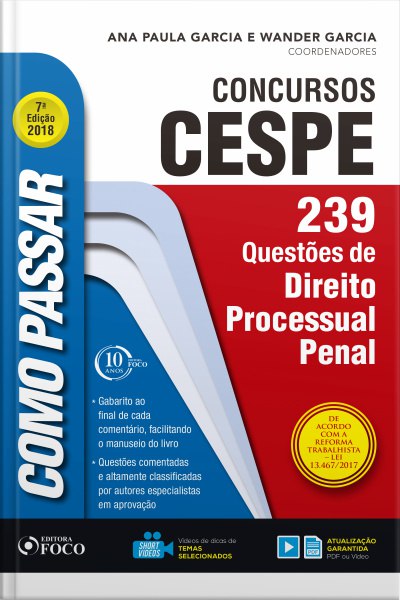 ANA PAULA GARCIA E WANDER GARCIA
COORDENADORES
7ª
Edição
2018
CONCURSOS
CESPE
COMO PASSAR
239
Questões de
Direito
Processual
Penal
10
ANOS
EDITORA
FOCO
• Gabarito ao
final de cada
comentário, facilitando
o manuseio do livro
• Questões comentadas
e altamente classificadas
por autores especialistas
em aprovação
DE
ACORDO
COM A
REFORMA
TRABALHISTA
– LEI
13.467/2017
EDITORA
FOCO
SHORT
VIDEOS
Vídeos de dicas de
TEMAS
SELECIONADOS
PDF
ATUALIZAÇÃO
GARANTIDA
PDF ou Vídeo